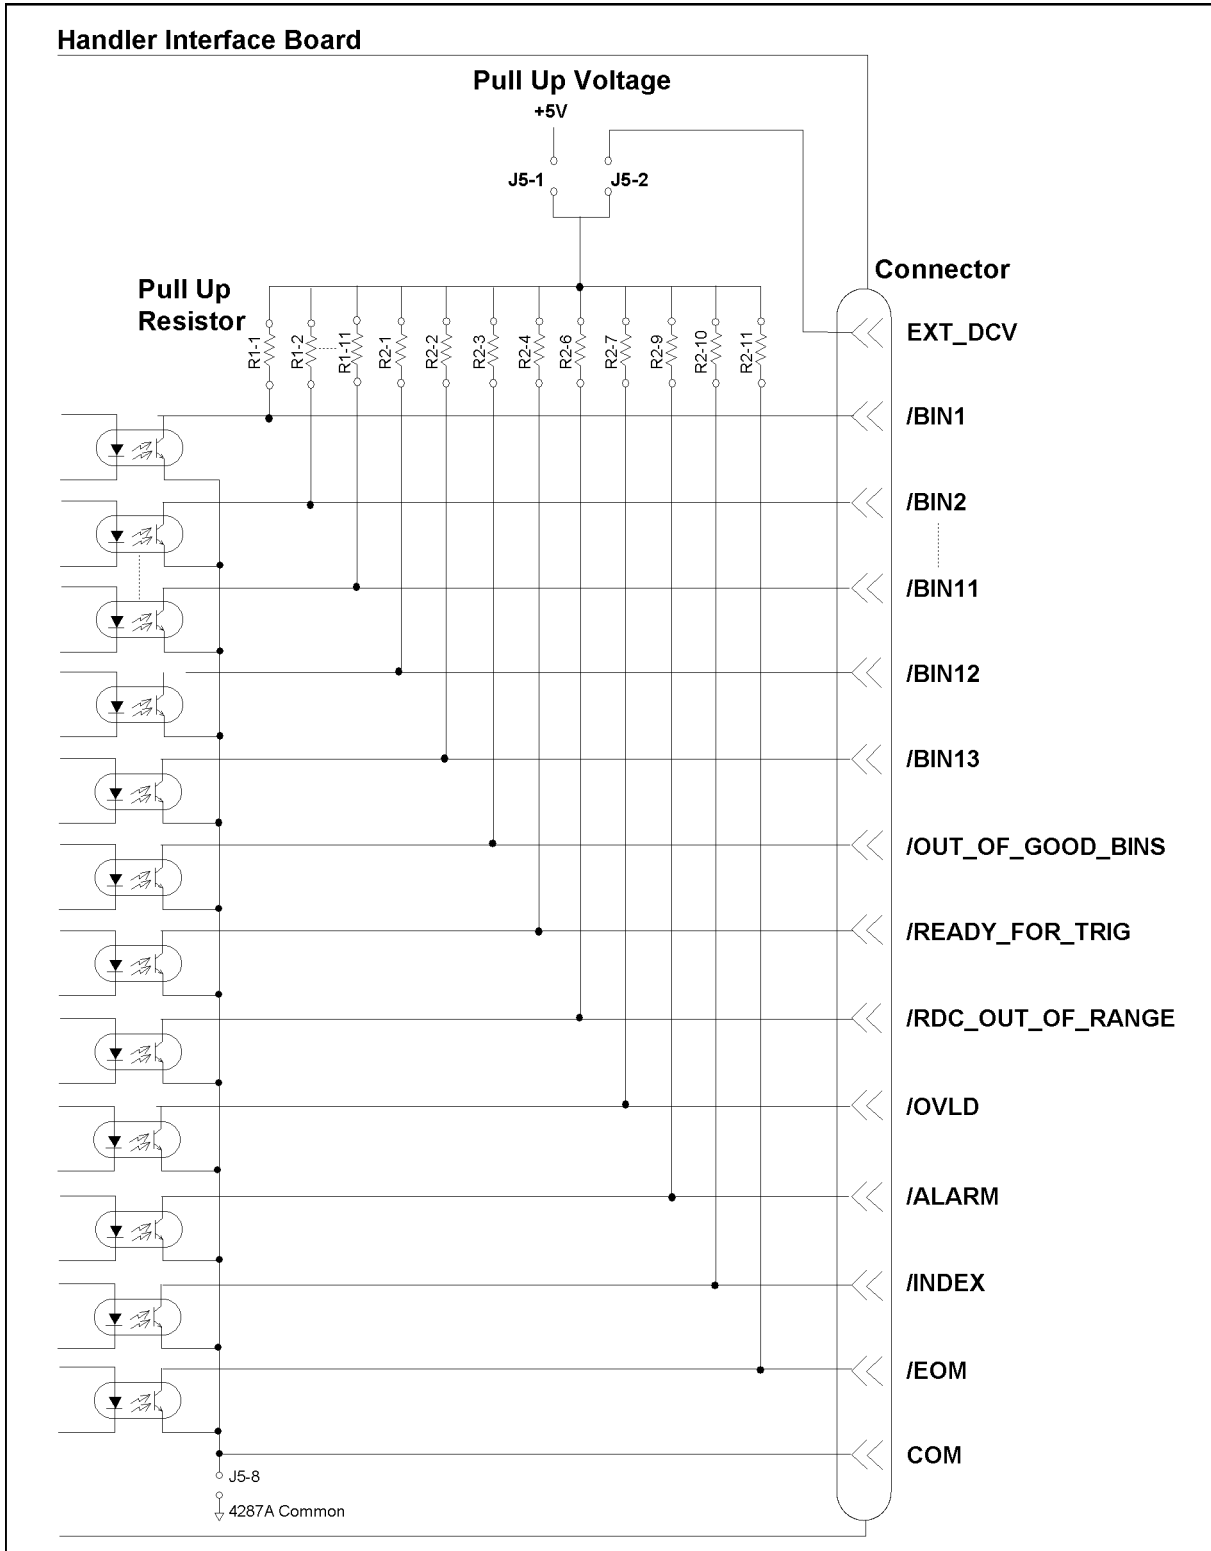 Handler Interface Board
Pull Up Voltage
+5V
J5-1
J5-2
Connector
Pull Up
Resistor
R1-1
R1-2
R1-11
R2-1
R2-2
R2-3
R2-4
R2-6
R2-7
R2-9
R2-10
R2-11
EXT_DCV
/BIN1
/BIN2
/BIN11
/BIN12
/BIN13
/OUT_OF_GOOD_BINS
/READY_FOR_TRIG
/RDC_OUT_OF_RANGE
/OVLD
/ALARM
/INDEX
/EOM
COM
J5-8
4287A Common